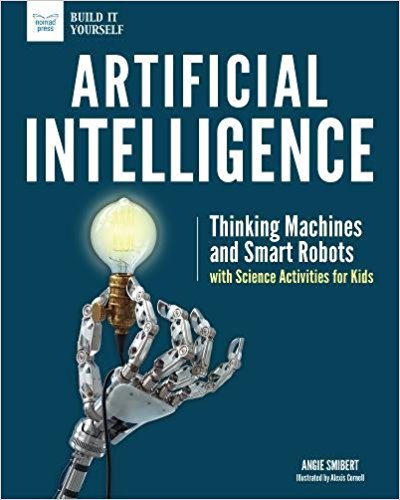 nomad
press
BUILD IT
YOURSELF
ARTIFICIAL
INTELLIGENCE
Thinking Machines
and Smart Robots
with Science Activities for Kids
ANGIE SMIBERT
Illustrated by Alexis Cornell